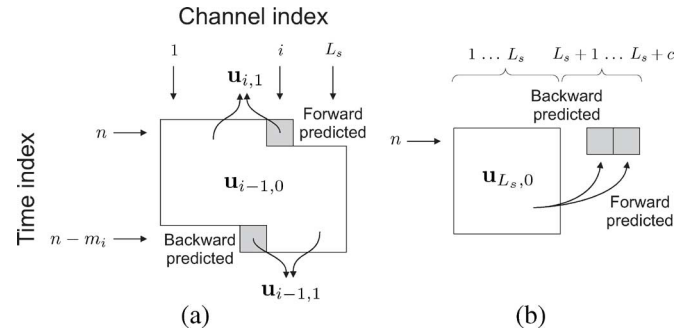 Channel index
1
i
L_s
u_{i,1}
Forward
predicted
n
u_{i-1,0}
Time index
n − m_i
Backward
predicted
u_{i-1,1}
(a)
1 … L_s
L_s + 1 … L_s + c
Backward
predicted
n
u_{L_s,0}
Forward
predicted
(b)